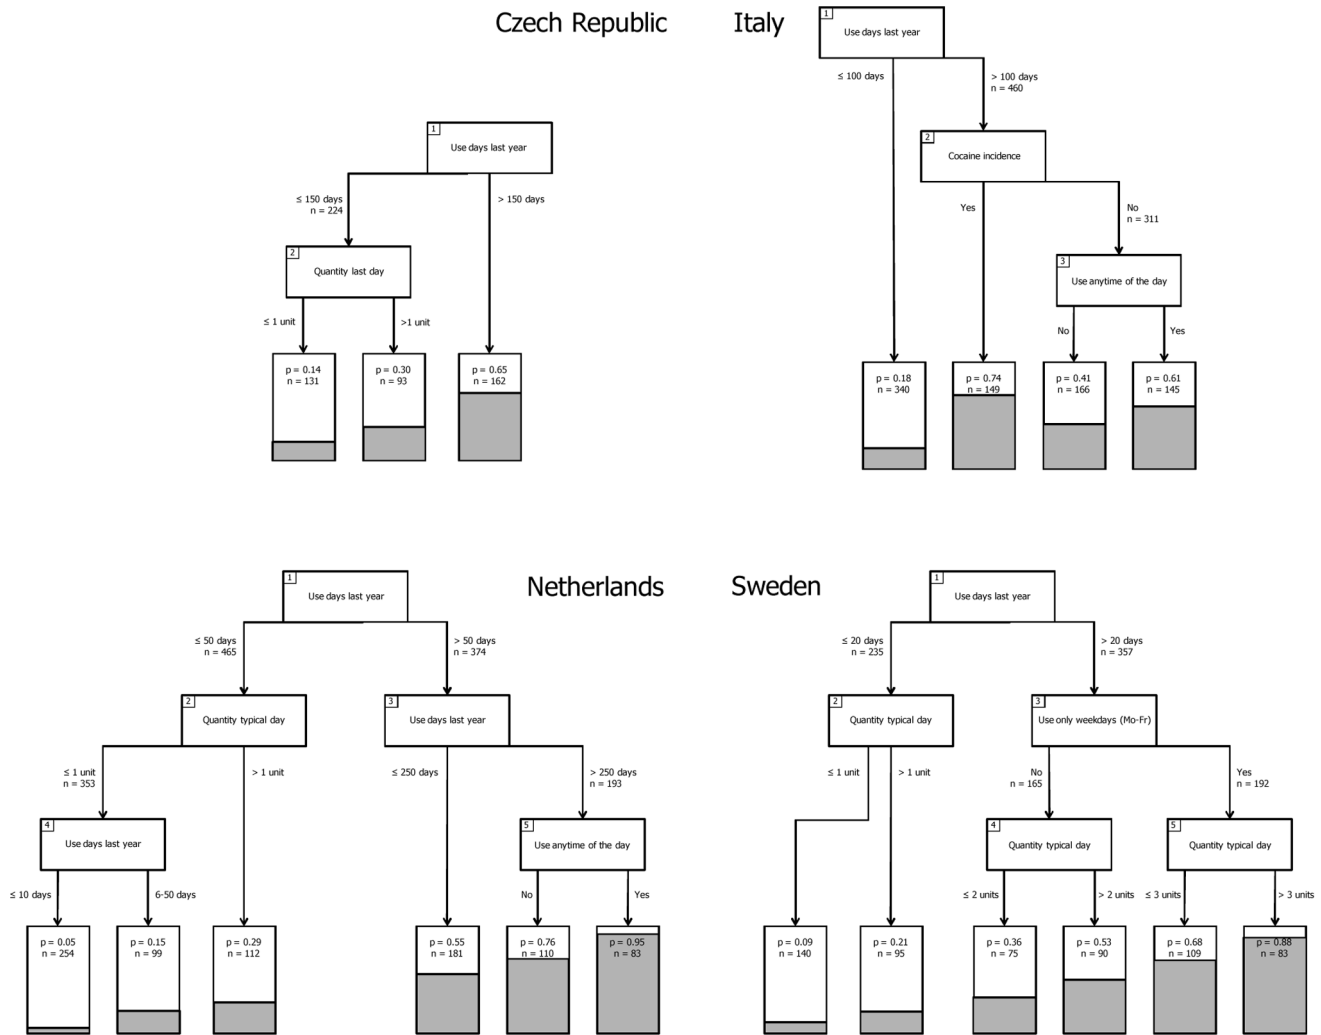 Czech Republic
1
Use days last year
≤ 150 days
n = 224
> 150 days
2
Quantity last day
≤ 1 unit
>1 unit
p = 0.14
n = 131
p = 0.30
n = 93
p = 0.65
n = 162
Italy
1
Use days last year
≤ 100 days
> 100 days
n = 460
2
Cocaine incidence
Yes
No
n = 311
3
Use anytime of the day
No
Yes
p = 0.18
n = 340
p = 0.74
n = 149
p = 0.41
n = 166
p = 0.61
n = 145
Netherlands
1
Use days last year
≤ 50 days
n = 465
> 50 days
n = 374
2
Quantity typical day
3
Use days last year
≤ 1 unit
n = 353
> 1 unit
≤ 250 days
> 250 days
n = 193
4
Use days last year
5
Use anytime of the day
≤ 10 days
6-50 days
No
Yes
p = 0.05
n = 254
p = 0.15
n = 99
p = 0.29
n = 112
p = 0.55
n = 181
p = 0.76
n = 110
p = 0.95
n = 83
Sweden
1
Use days last year
≤ 20 days
n = 235
> 20 days
n = 357
2
Quantity typical day
3
Use only weekdays (Mo-Fr)
≤ 1 unit
> 1 unit
No
n = 165
Yes
n = 192
4
Quantity typical day
5
Quantity typical day
≤ 2 units
> 2 units
≤ 3 units
> 3 units
p = 0.09
n = 140
p = 0.21
n = 95
p = 0.36
n = 75
p = 0.53
n = 90
p = 0.68
n = 109
p = 0.88
n = 83